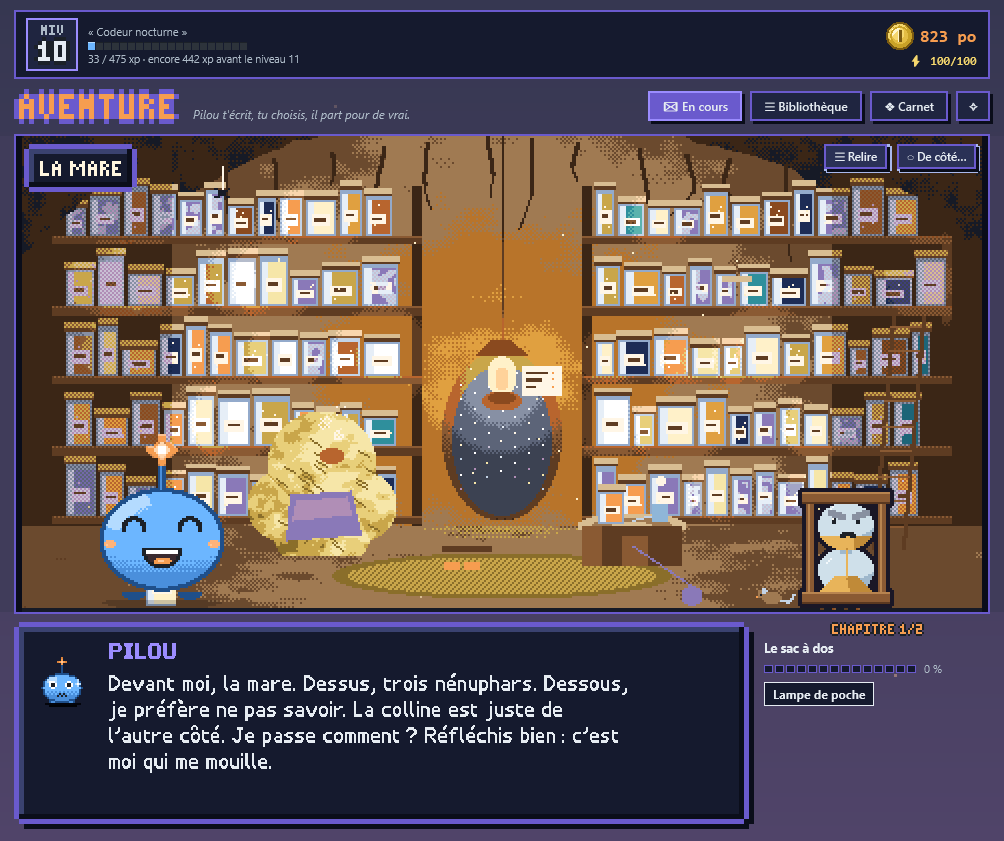 NIV
10
« Codeur nocturne »
33 / 475 xp · encore 442 xp avant le niveau 11
823 po
100/100
AVENTURE
Pilou t'écrit, tu choisis, il part pour de vrai.
En cours
Bibliothèque
Carnet
LA MARE
Relire
De côté…
PILOU
Devant moi, la mare. Dessus, trois nénuphars. Dessous,
je préfère ne pas savoir. La colline est juste de
l'autre côté. Je passe comment ? Réfléchis bien : c'est
moi qui me mouille.
CHAPITRE 1/2
Le sac à dos
0 %
Lampe de poche